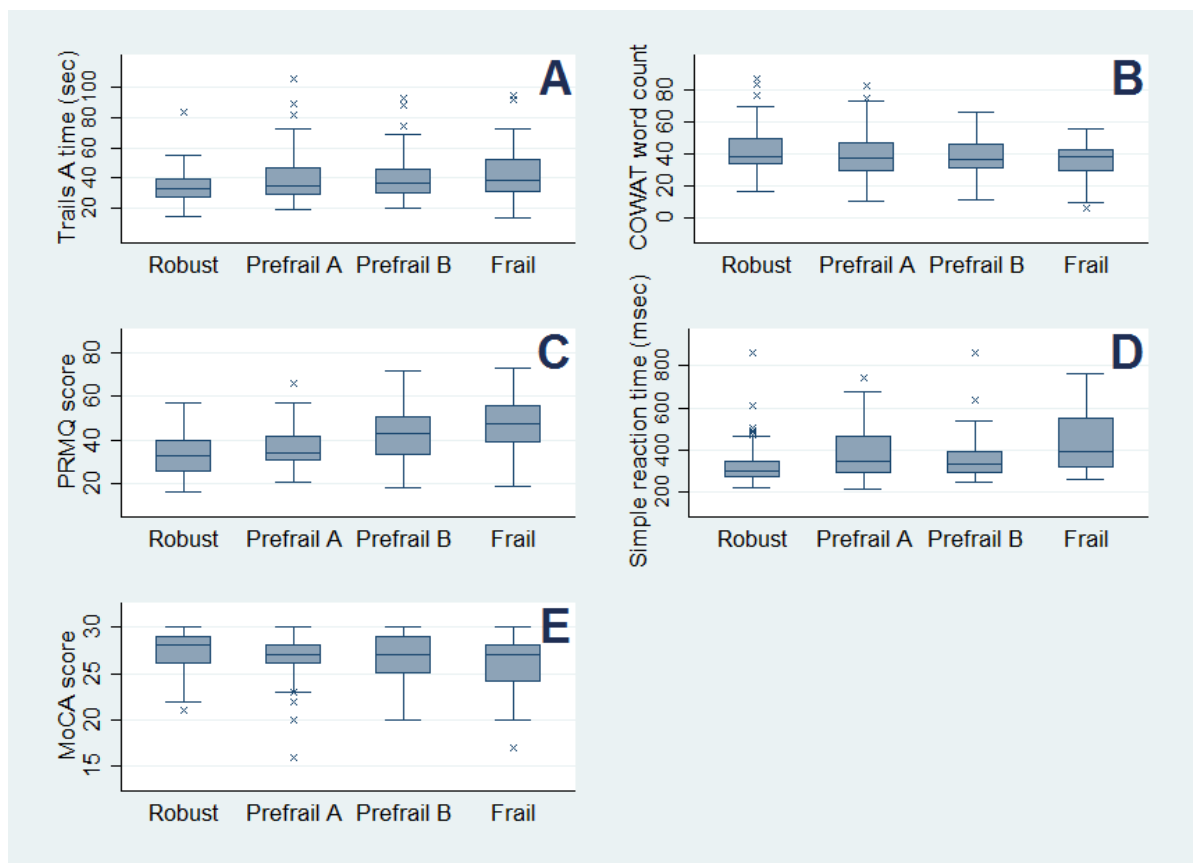 A
Trails A time (sec)
100
80
60
40
20
Robust Prefrail A Prefrail B Frail
B
COWAT word count
80
60
40
20
0
Robust Prefrail A Prefrail B Frail
C
PRMQ score
80
60
40
20
Robust Prefrail A Prefrail B Frail
D
Simple reaction time (msec)
800
600
400
200
Robust Prefrail A Prefrail B Frail
E
MoCA score
30
25
20
15
Robust Prefrail A Prefrail B Frail